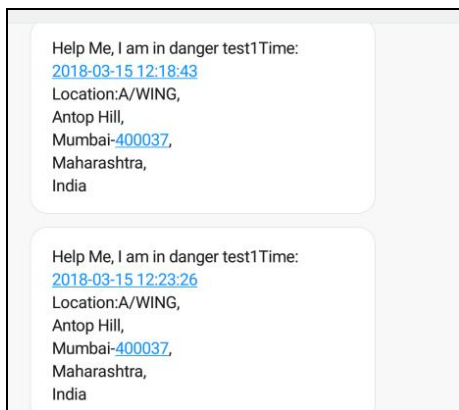 Help Me, I am in danger test1Time:
2018-03-15 12:18:43
Location:A/WING,
Antop Hill,
Mumbai-400037,
Maharashtra,
India
Help Me, I am in danger test1Time:
2018-03-15 12:23:26
Location:A/WING,
Antop Hill,
Mumbai-400037,
Maharashtra,
India